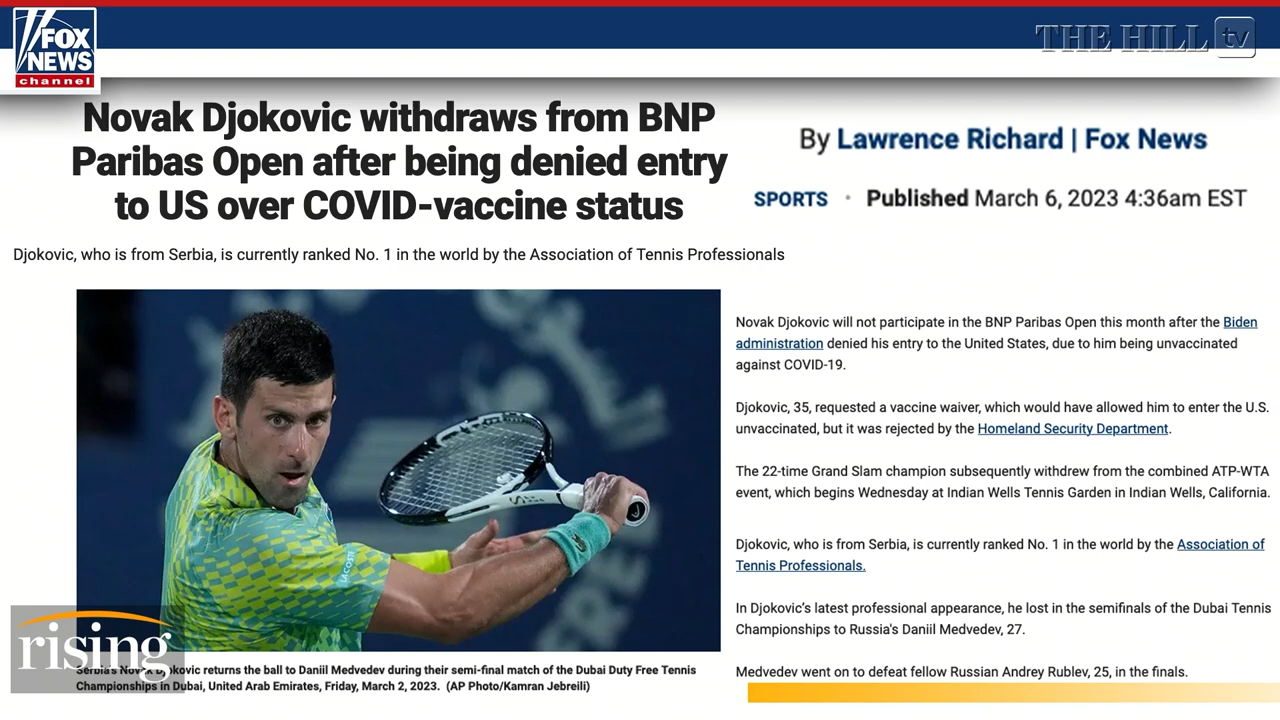 FOX
NEWS
channel
THE HILL tv
Novak Djokovic withdraws from BNP
Paribas Open after being denied entry
to US over COVID-vaccine status
By Lawrence Richard | Fox News
SPORTS • Published March 6, 2023 4:36am EST
Djokovic, who is from Serbia, is currently ranked No. 1 in the world by the Association of Tennis Professionals
LACOSTE
Novak Djokovic will not participate in the BNP Paribas Open this month after the Biden
administration denied his entry to the United States, due to him being unvaccinated
against COVID-19.
Djokovic, 35, requested a vaccine waiver, which would have allowed him to enter the U.S.
unvaccinated, but it was rejected by the Homeland Security Department.
The 22-time Grand Slam champion subsequently withdrew from the combined ATP-WTA
event, which begins Wednesday at Indian Wells Tennis Garden in Indian Wells, California.
Djokovic, who is from Serbia, is currently ranked No. 1 in the world by the Association of
Tennis Professionals.
In Djokovic's latest professional appearance, he lost in the semifinals of the Dubai Tennis
Championships to Russia's Daniil Medvedev, 27.
Medvedev went on to defeat fellow Russian Andrey Rublev, 25, in the finals.
rising
Serbia's Novak Djokovic returns the ball to Daniil Medvedev during their semi-final match of the Dubai Duty Free Tennis
Championships in Dubai, United Arab Emirates, Friday, March 2, 2023. (AP Photo/Kamran Jebreili)